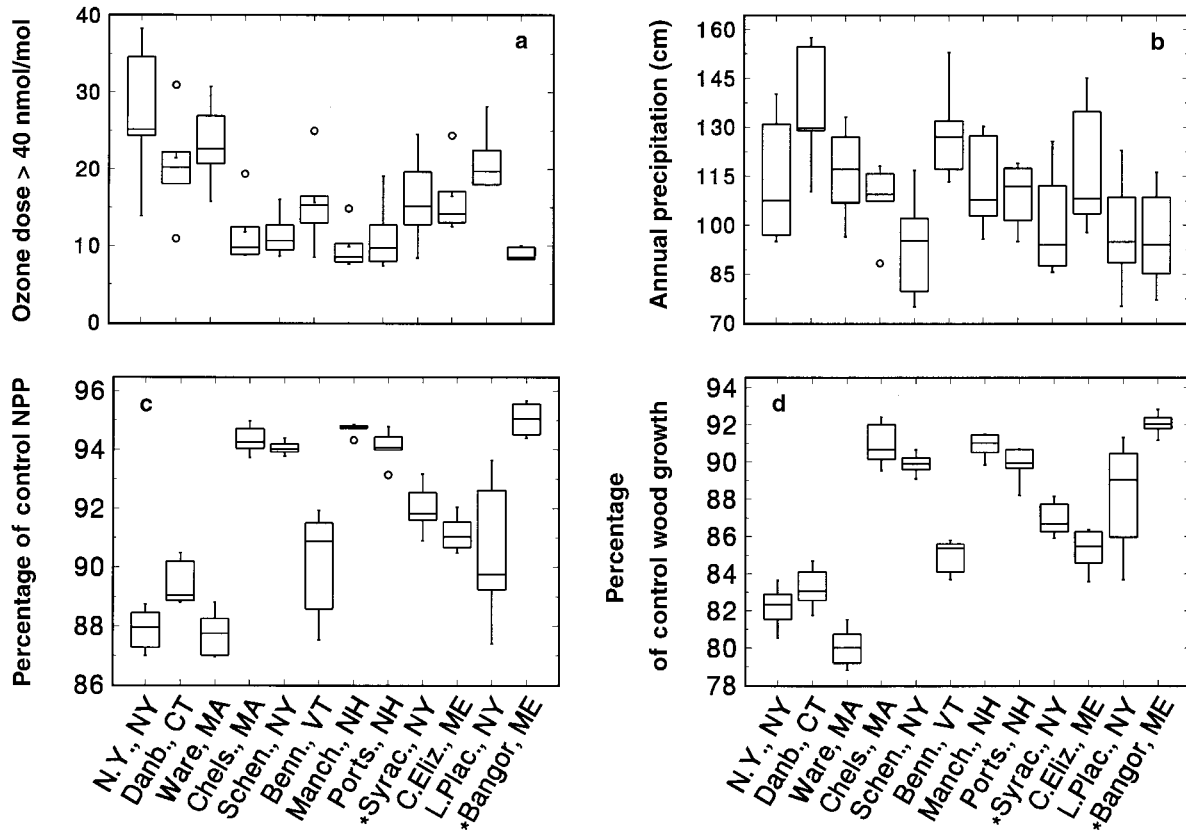 Ozone dose > 40 nmol/mol
40
30
20
10
0
a
Annual precipitation (cm)
160
145
130
115
100
85
70
b
Percentage of control NPP
96
94
92
90
88
86
c
Percentage
of control wood growth
94
92
90
88
86
84
82
80
78
d
N.Y., NY
Danb., CT
Ware, MA
Chels., MA
Schen., NY
Benn., VT
Manch., NH
Ports., NH
*Syrac., NY
C.Eliz., ME
L.Plac., NY
*Bangor, ME
N.Y., NY
Danb., CT
Ware, MA
Chels., MA
Schen., NY
Benn., VT
Manch., NH
Ports., NH
*Syrac., NY
C.Eliz., ME
L.Plac., NY
*Bangor, ME